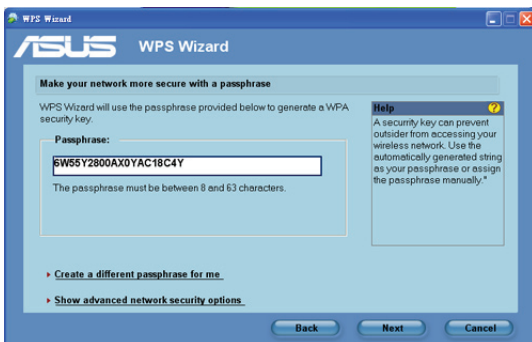 WPS Wizard
ASUS WPS Wizard
Make your network more secure with a passphrase
WPS Wizard will use the passphrase provided below to generate a WPA
security key.
Passphrase:
6W55Y2800AX0YAC18C4Y
The passphrase must be between 8 and 63 characters.
Help
A security key can prevent
outsider from accessing your
wireless network. Use the
automatically generated string
as your passphrase or assign
the passphrase manually."
Create a different passphrase for me
Show advanced network security options
Back Next Cancel